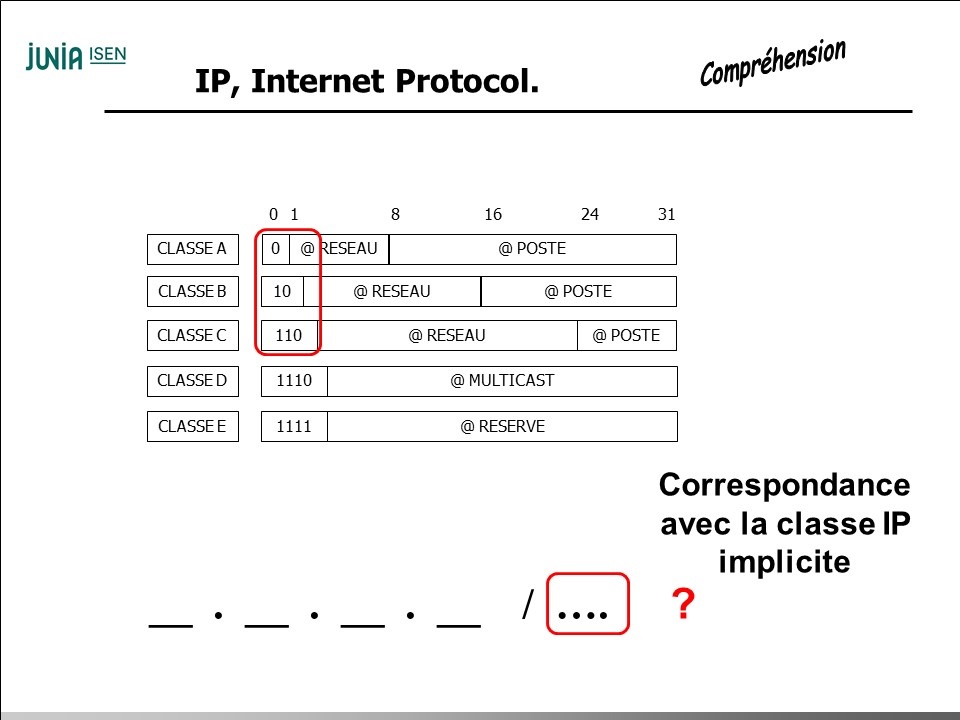 JUNIA ISEN
IP, Internet Protocol.
Compréhension
0 1 8 16 24 31
CLASSE A 0 @ RESEAU @ POSTE
CLASSE B 10 @ RESEAU @ POSTE
CLASSE C 110 @ RESEAU @ POSTE
CLASSE D 1110 @ MULTICAST
CLASSE E 1111 @ RESERVE
Correspondance
avec la classe IP
implicite
__ . __ . __ . __ / .... ?